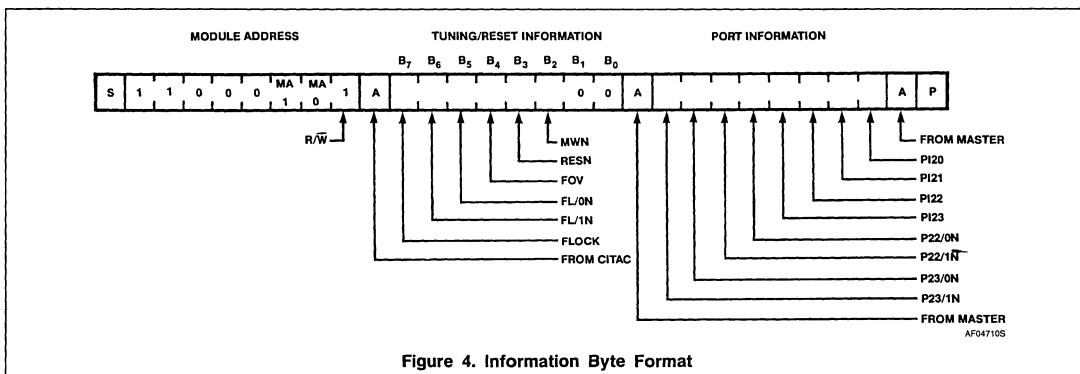 MODULE ADDRESS TUNING/RESET INFORMATION PORT INFORMATION
B7 B6 B5 B4 B3 B2 B1 B0
S 1 1 0 0 0 MA 1 MA 0 1 A 0 0 A A P
R/W̅
MWN
RESN
FOV
FL/0N
FL/1N
FLOCK
FROM CITAC
FROM MASTER
PI20
PI21
PI22
PI23
P22/0N
P22/1N
P23/0N
P23/1N
FROM MASTER
AF04710S
Figure 4. Information Byte Format